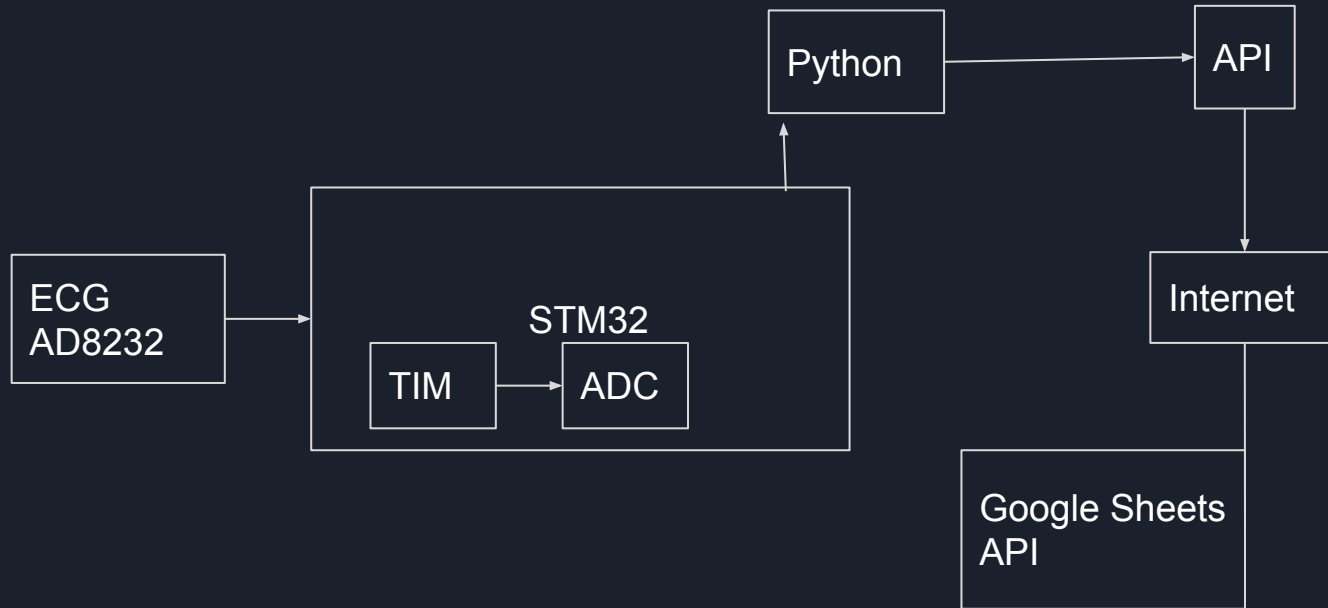 Python
API
ECG
AD8232
STM32
TIM
ADC
Internet
Google Sheets
API